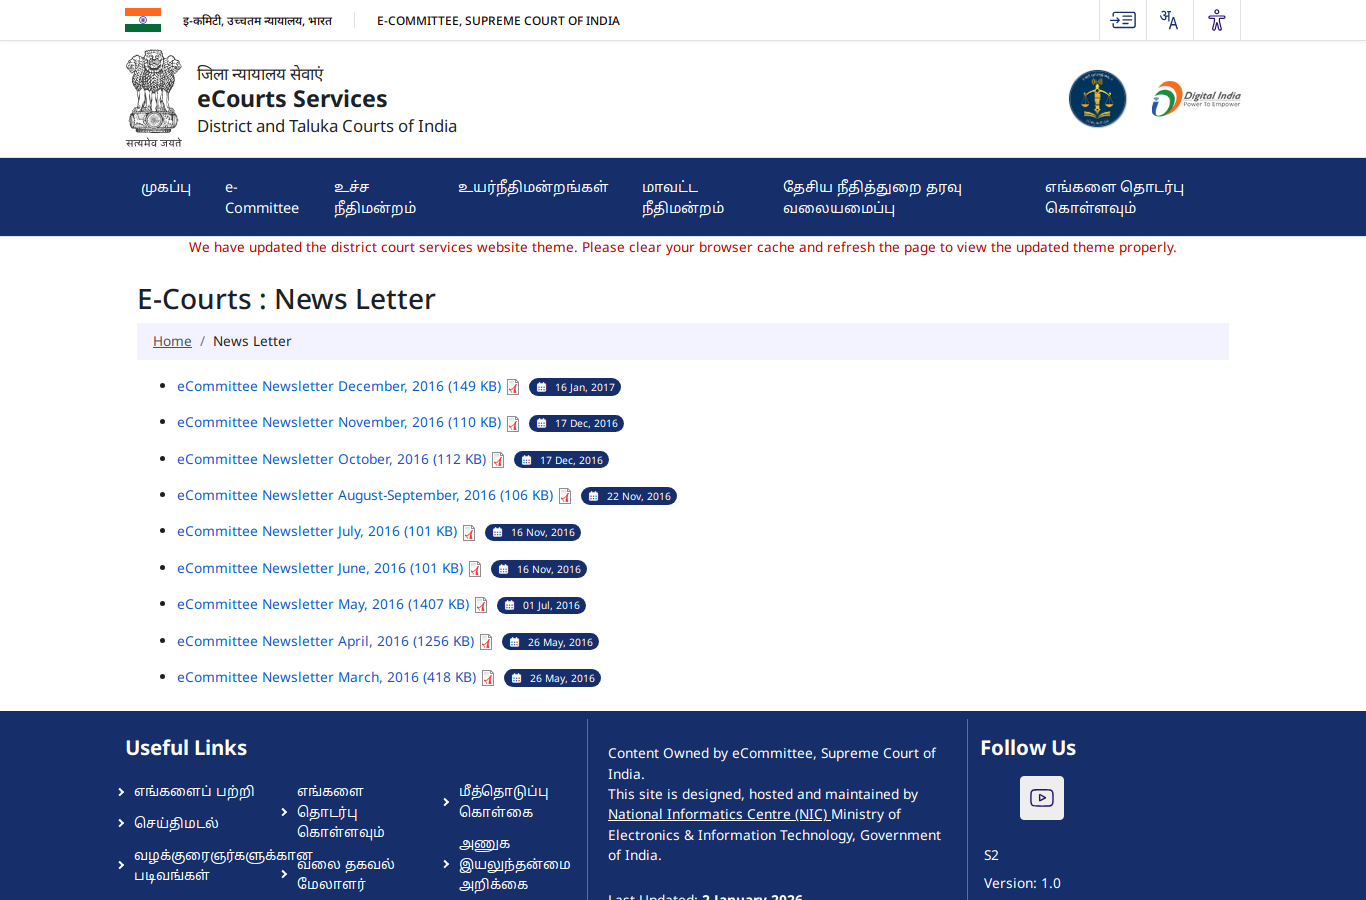 इ-कमिटी, उच्चतम न्यायालय, भारत
E-COMMITTEE, SUPREME COURT OF INDIA
सत्यमेव जयते
जिला न्यायालय सेवाएं
eCourts Services
District and Taluka Courts of India
Digital India
Power To Empower
முகப்பு
e-
Committee
உச்ச
நீதிமன்றம்
உயர்நீதிமன்றங்கள்
மாவட்ட
நீதிமன்றம்
தேசிய நீதித்துறை தரவு
வலையமைப்பு
எங்களை தொடர்பு
கொள்ளவும்
We have updated the district court services website theme. Please clear your browser cache and refresh the page to view the updated theme properly.
E-Courts : News Letter
Home / News Letter
eCommittee Newsletter December, 2016 (149 KB) 16 Jan, 2017
eCommittee Newsletter November, 2016 (110 KB) 17 Dec, 2016
eCommittee Newsletter October, 2016 (112 KB) 17 Dec, 2016
eCommittee Newsletter August-September, 2016 (106 KB) 22 Nov, 2016
eCommittee Newsletter July, 2016 (101 KB) 16 Nov, 2016
eCommittee Newsletter June, 2016 (101 KB) 16 Nov, 2016
eCommittee Newsletter May, 2016 (1407 KB) 01 Jul, 2016
eCommittee Newsletter April, 2016 (1256 KB) 26 May, 2016
eCommittee Newsletter March, 2016 (418 KB) 26 May, 2016
Useful Links
எங்களைப் பற்றி
செய்திமடல்
வழக்குரைஞர்களுக்கான
படிவங்கள்
எங்களை
தொடர்பு
கொள்ளவும்
வலை தகவல்
மேலாளர்
மீத்தொடுப்பு
கொள்கை
அணுக
இயலுந்தன்மை
அறிக்கை
Content Owned by eCommittee, Supreme Court of
India.
This site is designed, hosted and maintained by
National Informatics Centre (NIC) Ministry of
Electronics & Information Technology, Government
of India.
Last Updated: 2 January 2026
Follow Us
S2
Version: 1.0